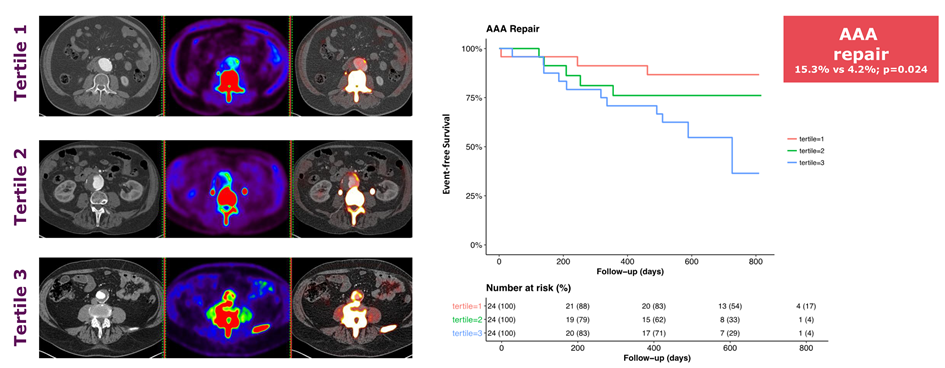 Tertile 1
Tertile 2
Tertile 3
AAA Repair
Event-free Survival
100%
75%
50%
25%
0%
0 200 400 600 800
Follow−up (days)
tertile=1
tertile=2
tertile=3
AAA
repair
15.3% vs 4.2%; p=0.024
Number at risk (%)
tertile=1 24 (100) 21 (88) 20 (83) 13 (54) 4 (17)
tertile=2 24 (100) 19 (79) 15 (62) 8 (33) 1 (4)
tertile=3 24 (100) 20 (83) 17 (71) 7 (29) 1 (4)
0 200 400 600 800
Follow−up (days)